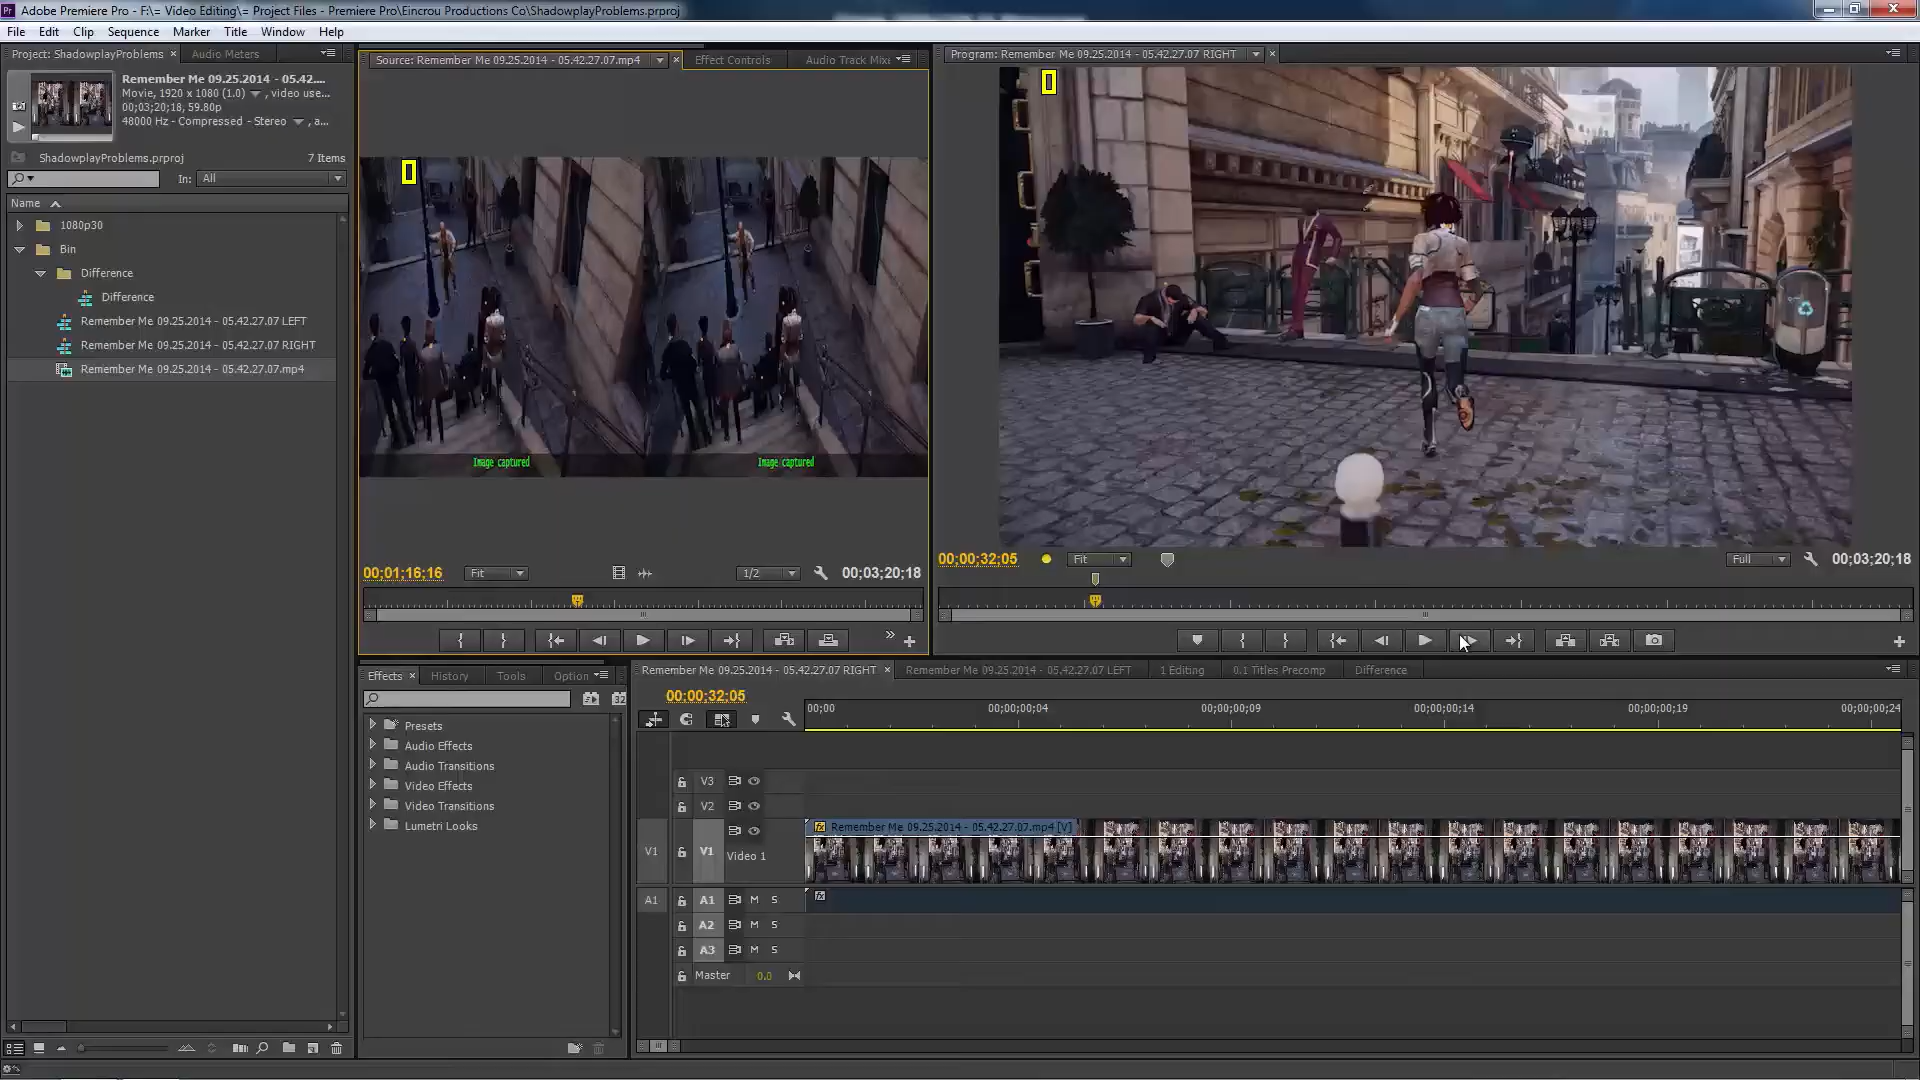 Adobe Premiere Pro - F:\= Video Editing\= Project Files - Premiere Pro\Eincrou Productions Co\ShadowplayProblems.prproj
File Edit Clip Sequence Marker Title Window Help
Project: ShadowplayProblems × Audio Meters
Remember Me 09.25.2014 - 05.42....
Movie, 1920 x 1080 (1.0) , video use...
00;03;20;18, 59.80p
48000 Hz - Compressed - Stereo , a...
ShadowplayProblems.prproj 7 Items
In: All
Name
1080p30
Bin
Difference
Difference
Remember Me 09.25.2014 - 05.42.27.07 LEFT
Remember Me 09.25.2014 - 05.42.27.07 RIGHT
Remember Me 09.25.2014 - 05.42.27.07.mp4
Source: Remember Me 09.25.2014 - 05.42.27.07.mp4 × Effect Controls Audio Track Mixe
Image captured Image captured
00;01;16;16 Fit 1/2 00;03;20;18
Program: Remember Me 09.25.2014 - 05.42.27.07 RIGHT ×
00;00;32;05 Fit Full 00;03;20;18
Effects × History Tools Option
Presets
Audio Effects
Audio Transitions
Video Effects
Video Transitions
Lumetri Looks
Remember Me 09.25.2014 - 05.42.27.07 RIGHT × Remember Me 09.25.2014 - 05.42.27.07 LEFT 1 Editing 0.1 Titles Precomp Difference
00;00;32;05
00;00 00;00;00;04 00;00;00;09 00;00;00;14 00;00;00;19 00;00;00;24
V3
V2
Remember Me 09.25.2014 - 05.42.27.07.mp4 [V]
V1 V1 Video 1
A1 A1 M S
A2 M S
A3 M S
Master 0.0